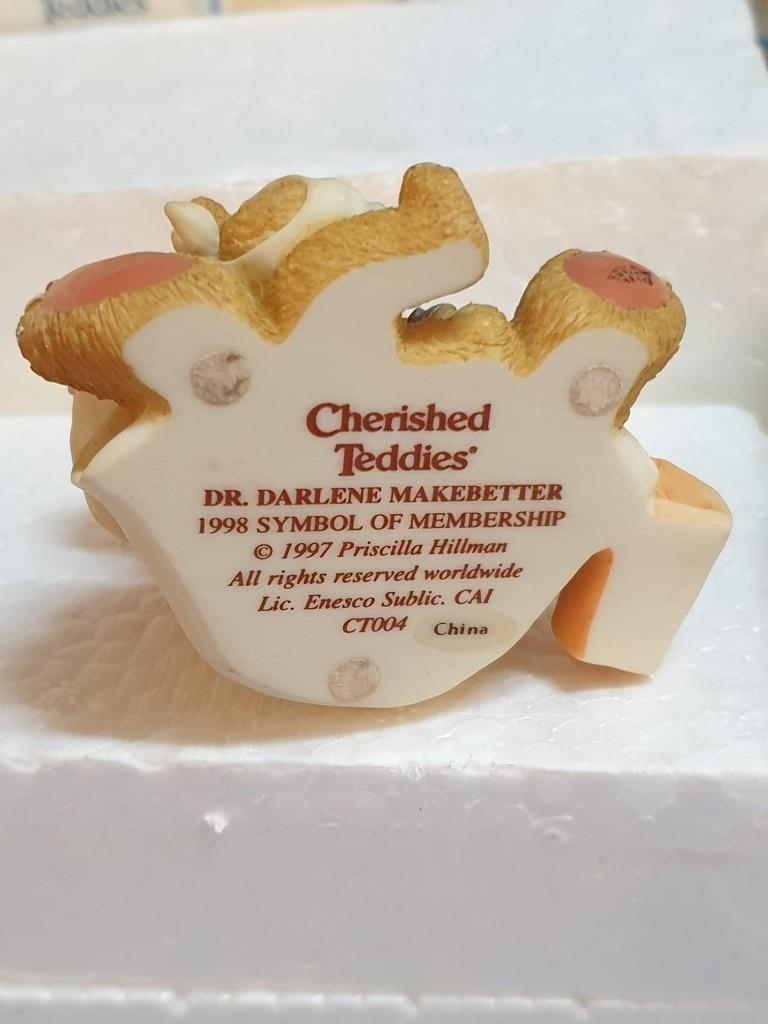 Teddies
Cherished
Teddies®
DR. DARLENE MAKEBETTER
1998 SYMBOL OF MEMBERSHIP
© 1997 Priscilla Hillman
All rights reserved worldwide
Lic. Enesco Sublic. CAI
CT004 China